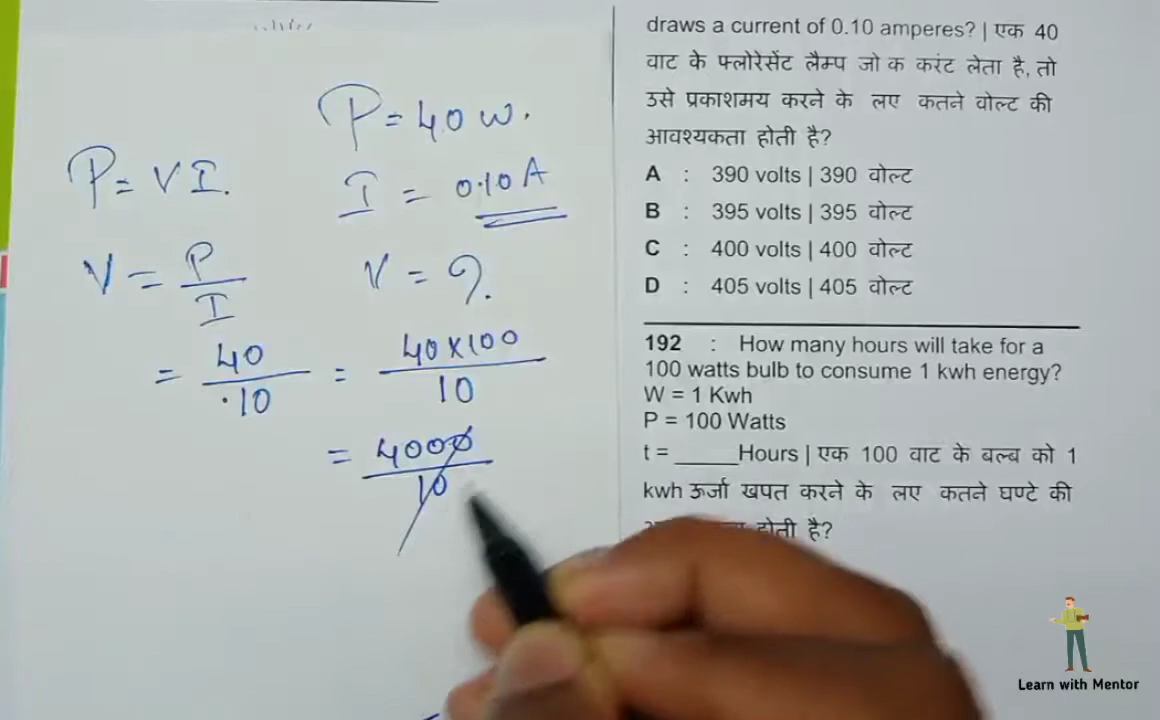 P = VI.
V = P / I
= 40 / .10 = 40×100 / 10
= 4000 / 10
P = 40 W.
I = 0.10 A
V = ?
draws a current of 0.10 amperes? | एक 40
वाट के फ्लोरेसेंट लैम्प जो क करंट लेता है, तो
उसे प्रकाशमय करने के लए कतने वोल्ट की
आवश्यकता होती है?
A : 390 volts | 390 वोल्ट
B : 395 volts | 395 वोल्ट
C : 400 volts | 400 वोल्ट
D : 405 volts | 405 वोल्ट
192 : How many hours will take for a
100 watts bulb to consume 1 kwh energy?
W = 1 Kwh
P = 100 Watts
t = _____Hours | एक 100 वाट के बल्ब को 1
kwh ऊर्जा खपत करने के लए कतने घण्टे की
होती है?
Learn with Mentor